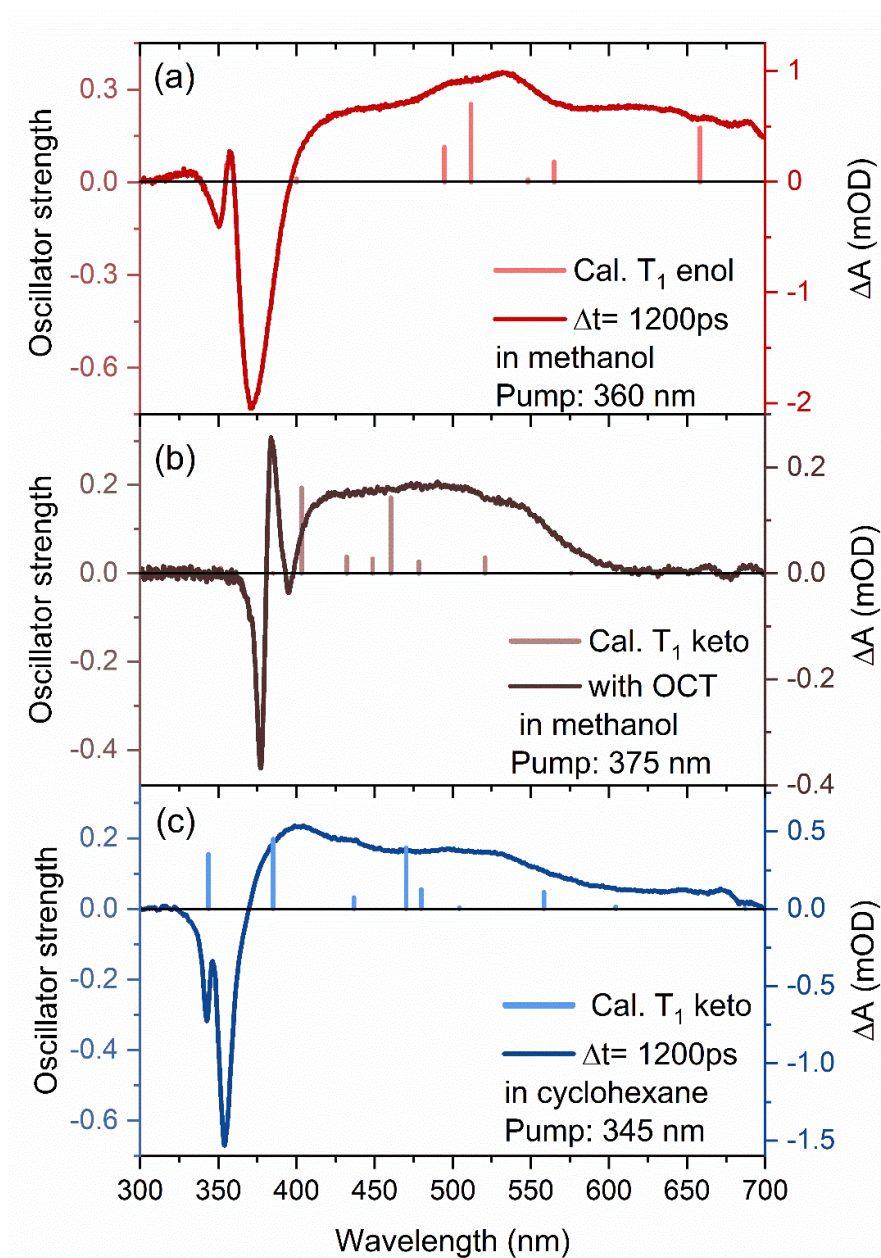 (a)
Oscillator strength
0.3
0.0
-0.3
-0.6
1
0
-1
-2
ΔA (mOD)
Cal. T1 enol
Δt= 1200ps
in methanol
Pump: 360 nm
(b)
Oscillator strength
0.2
0.0
-0.2
-0.4
0.2
0.0
-0.2
-0.4
ΔA (mOD)
Cal. T1 keto
with OCT
in methanol
Pump: 375 nm
(c)
Oscillator strength
0.2
0.0
-0.2
-0.4
-0.6
0.5
0.0
-0.5
-1.0
-1.5
ΔA (mOD)
Cal. T1 keto
Δt= 1200ps
in cyclohexane
Pump: 345 nm
300 350 400 450 500 550 600 650 700
Wavelength (nm)